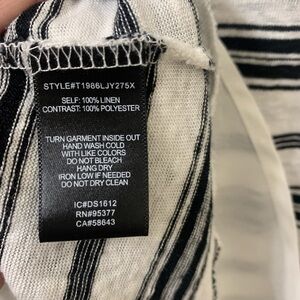 STYLE#T1986LJY275X
SELF: 100% LINEN
CONTRAST: 100% POLYESTER
TURN GARMENT INSIDE OUT
HAND WASH COLD
WITH LIKE COLORS
DO NOT BLEACH
HANG DRY
IRON LOW IF NEEDED
DO NOT DRY CLEAN
IC#DS1612
RN#95377
CA#58643